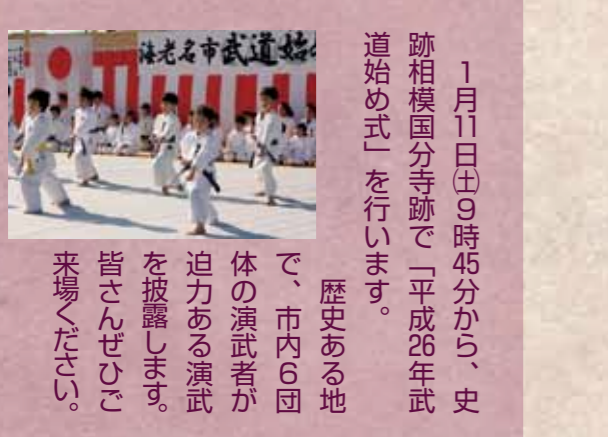 1月11日㈯9時45分から、史
跡相模国分寺跡で「平成26年武
道始め式」を行います。
歴史ある地
で、市内6団
体の演武者が
迫力ある演武
を披露します。
皆さんぜひご
来場ください。
海老名市武道始め